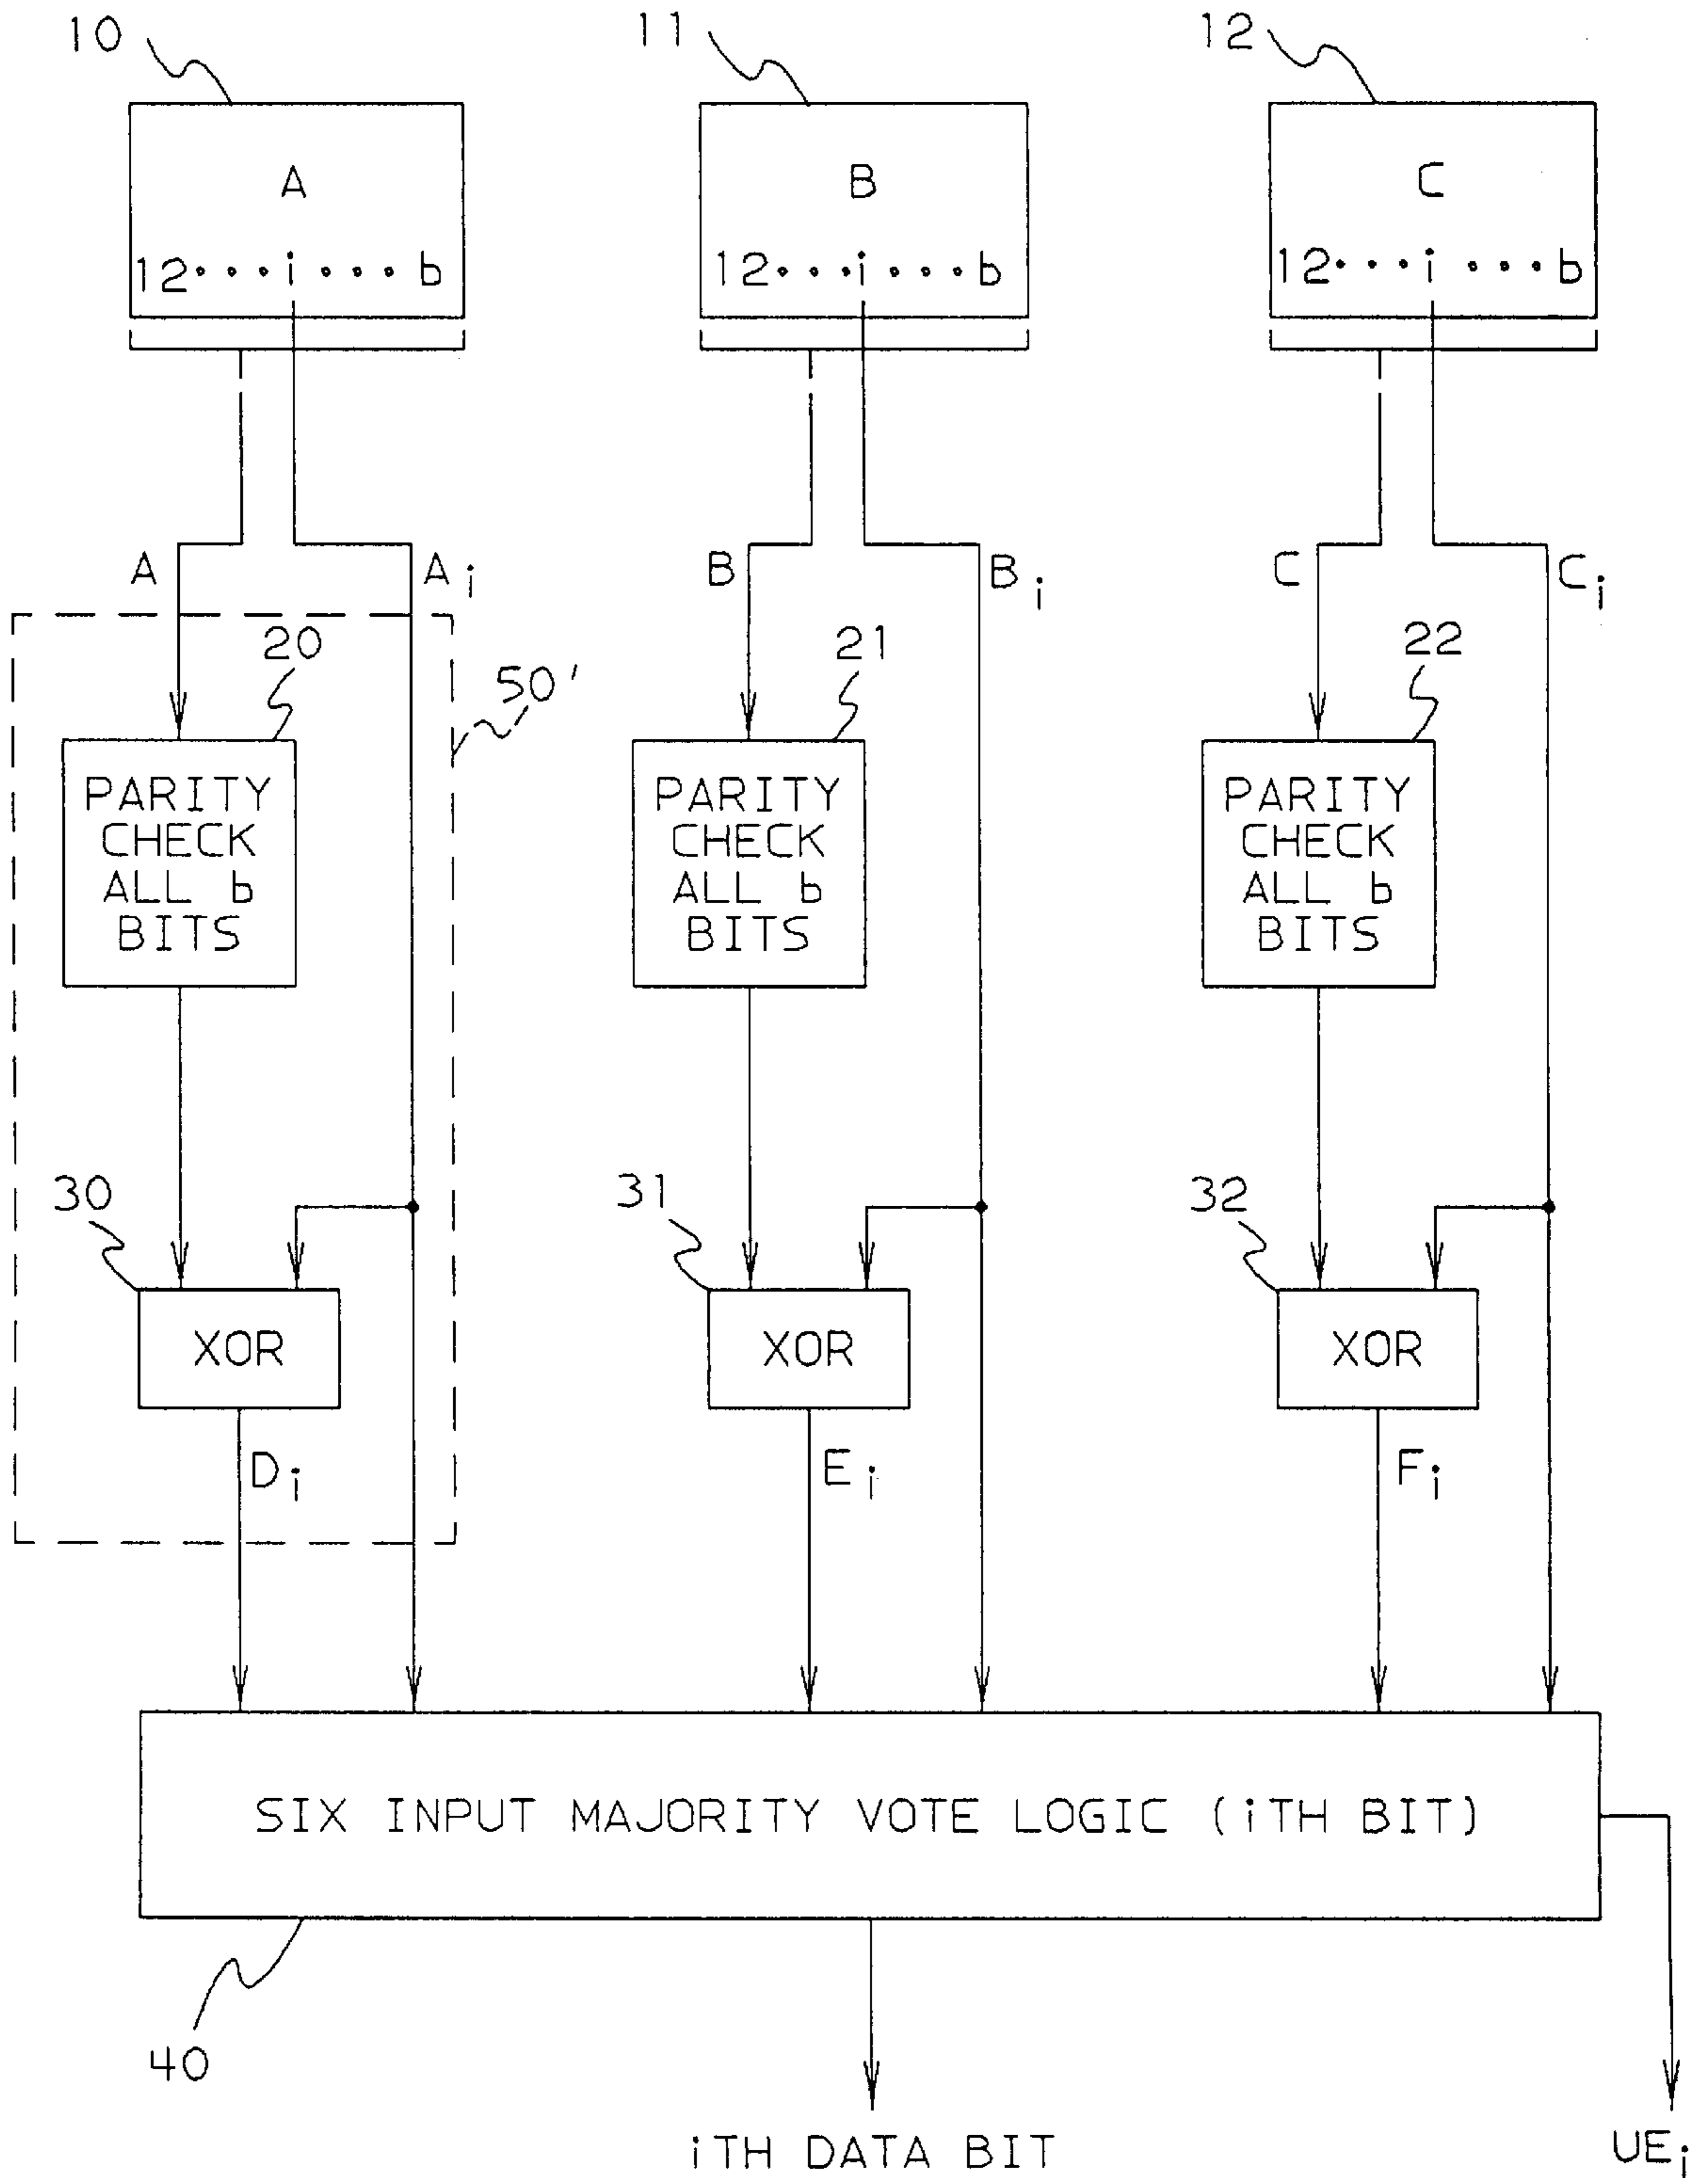 10 11 12
A B C
12···i···b 12···i···b 12···i···b
A Ai B Bi C Ci
20 50' 21 22
PARITY CHECK ALL b BITS
PARITY CHECK ALL b BITS
PARITY CHECK ALL b BITS
30 31 32
XOR XOR XOR
Di Ei Fi
SIX INPUT MAJORITY VOTE LOGIC (iTH BIT)
40
iTH DATA BIT UEi